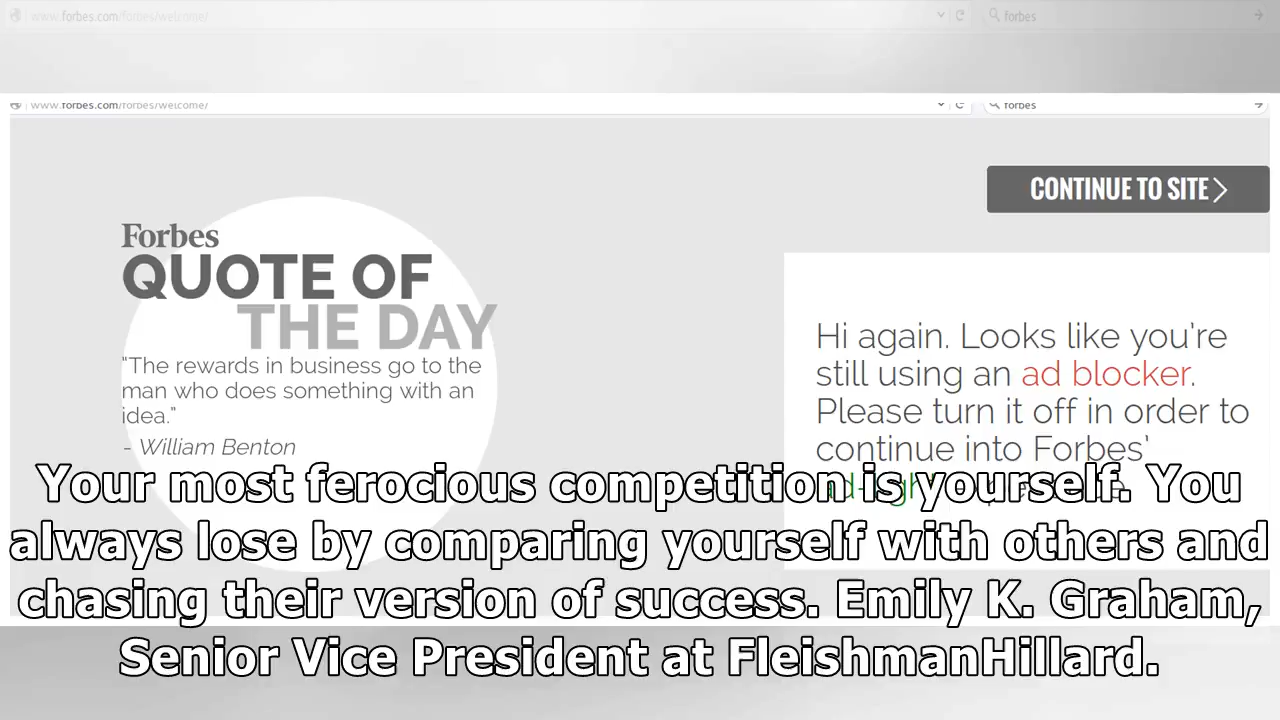 www.forbes.com/forbes/welcome/
forbes
www.forbes.com/forbes/welcome/
forbes
CONTINUE TO SITE
Forbes
QUOTE OF
THE DAY
"The rewards in business go to the
man who does something with an
idea."
- William Benton
Hi again. Looks like you're
still using an ad blocker.
Please turn it off in order to
continue into Forbes'
Your most ferocious competition is yourself. You
always lose by comparing yourself with others and
chasing their version of success. Emily K. Graham,
Senior Vice President at FleishmanHillard.